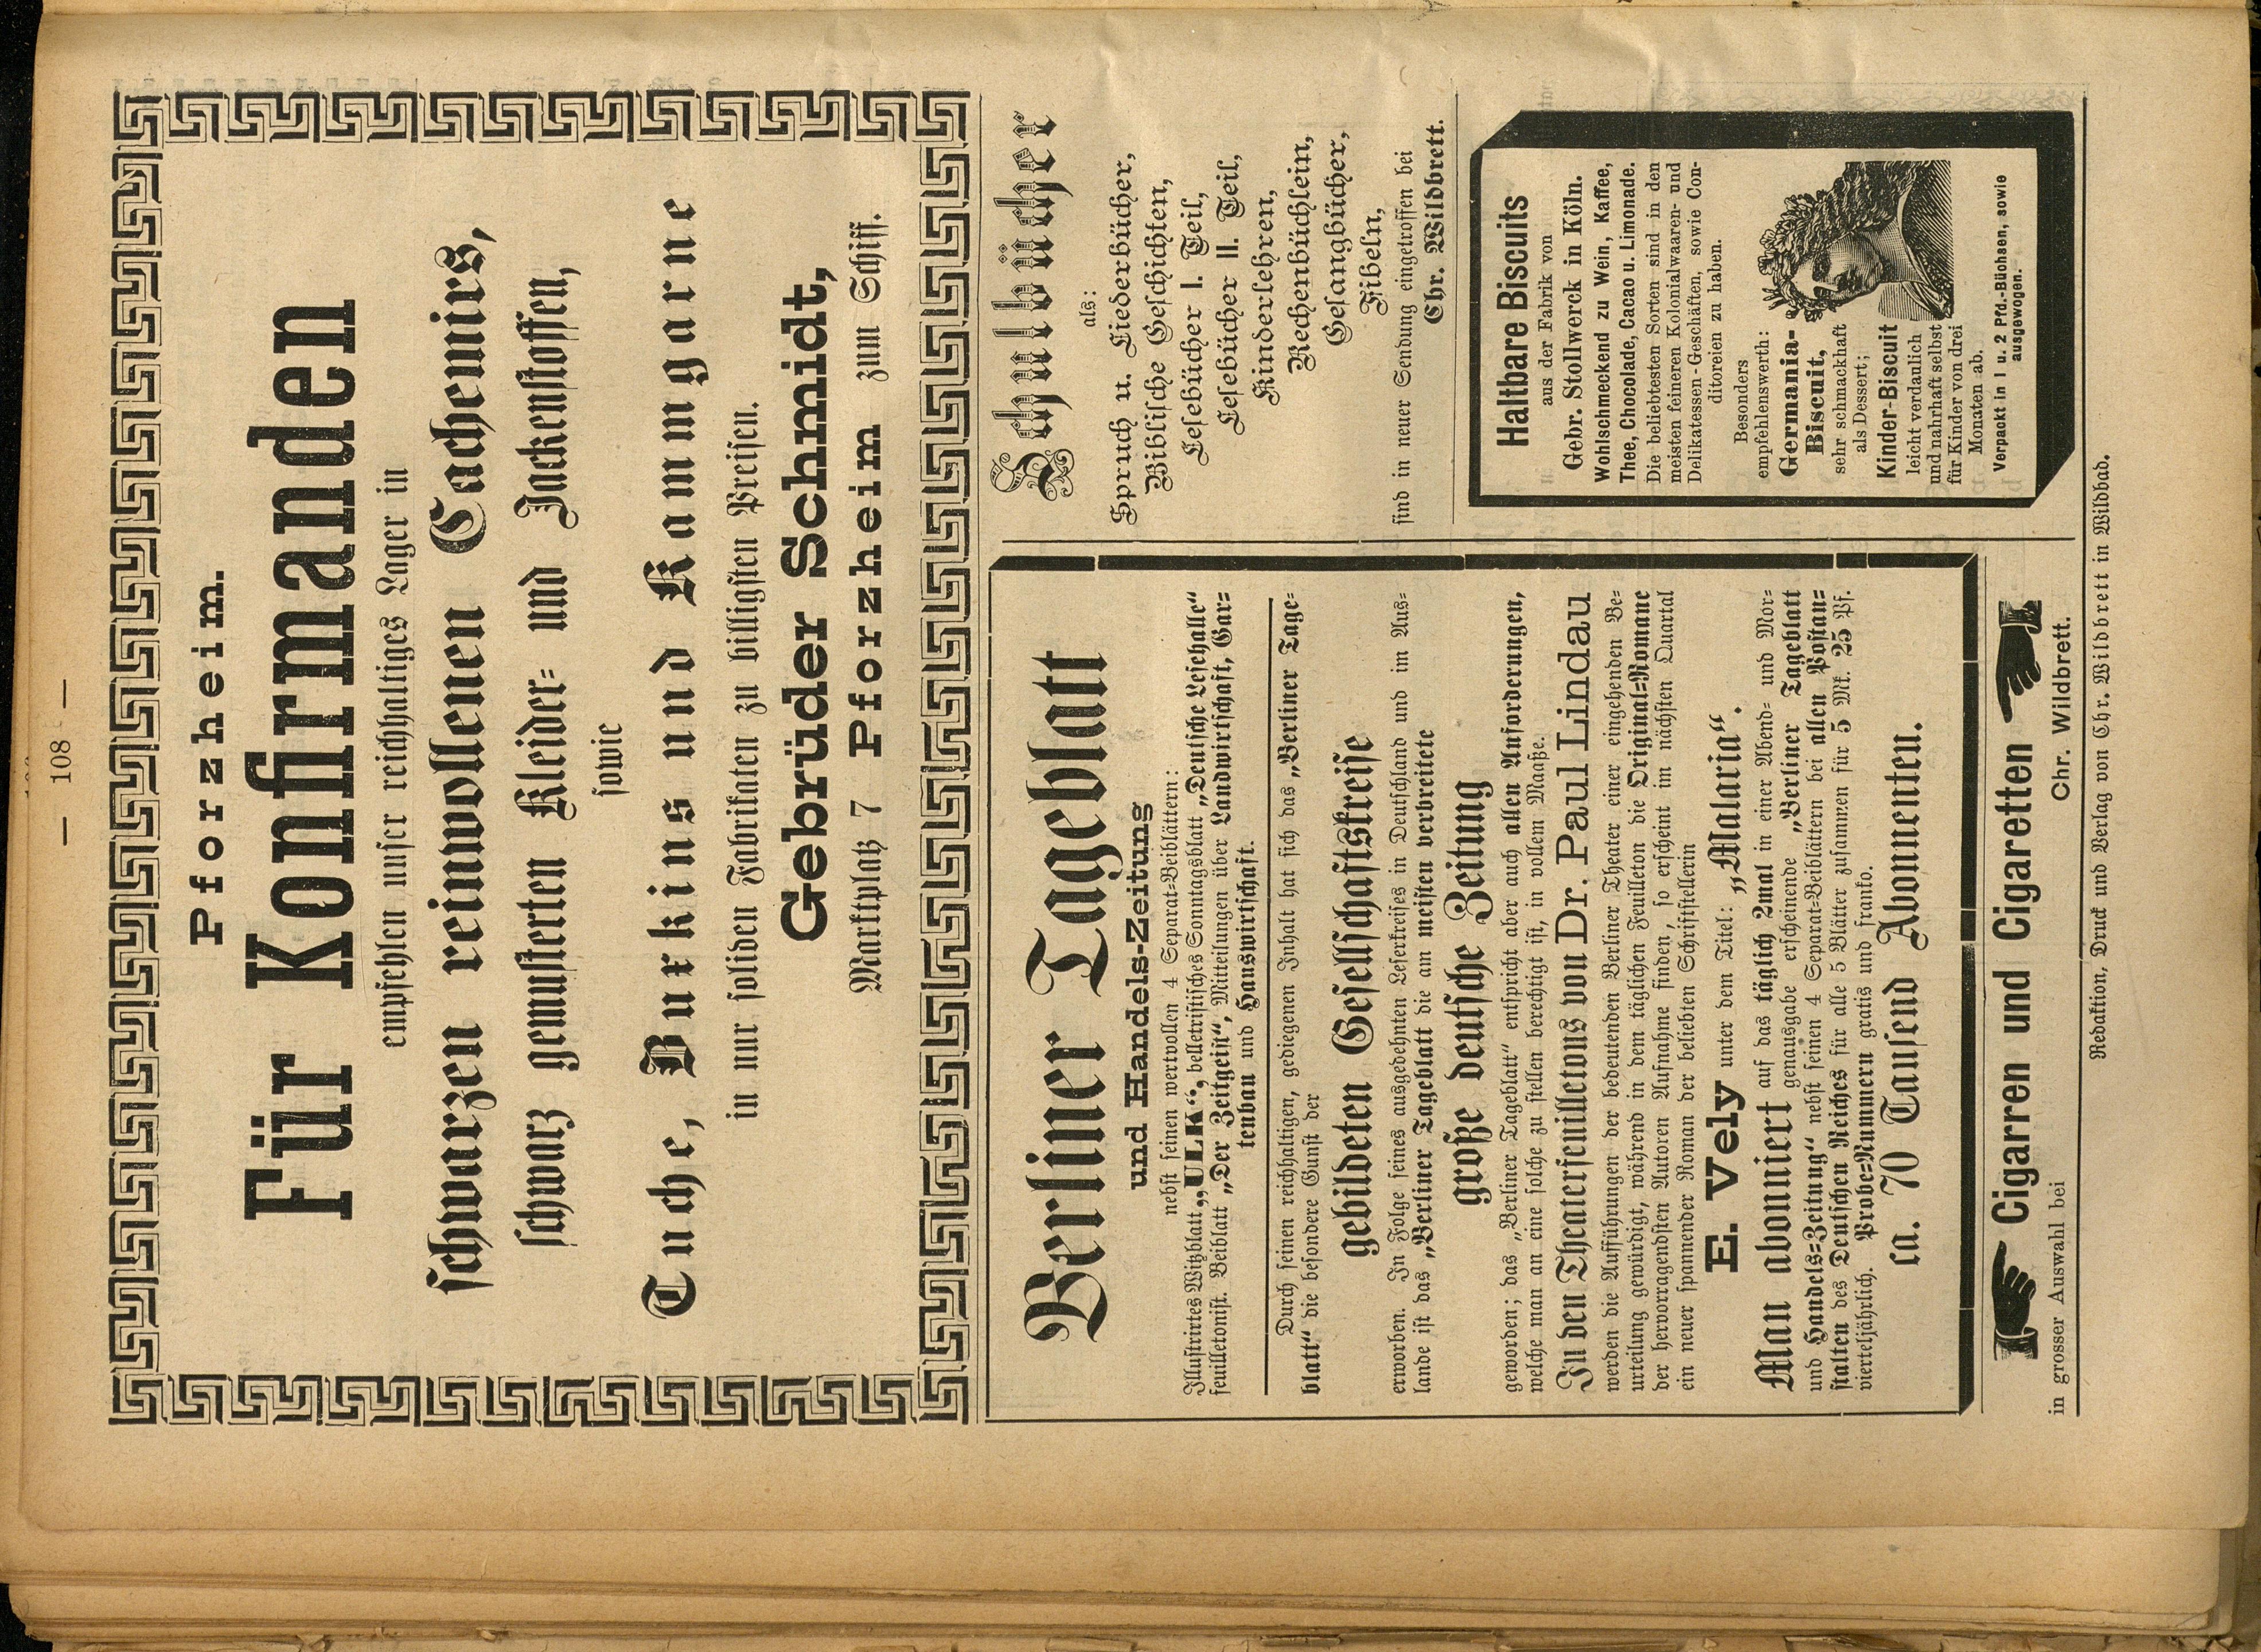 — 108 —
Pforzheim.
Für Konfirmanden
empfehlen unser reichhaltiges Lager in
schwarzen reinwollenen Cachemirs,
schwarz gemusterten Kleider- und Jackenstoffen,
sowie
Tuche, Buxkins und Kammgarne
in nur soliden Fabrikaten zu billigsten Preisen.
Gebrüder Schmidt,
Marktplatz 7 Pforzheim zum Schiff.
Berliner Tageblatt
und Handels-Zeitung
nebst seinen wertvollen 4 Separat-Beiblättern:
Illustrirtes Witzblatt „ULK“, belletristisches Sonntagsblatt „Deutsche Lesehalle“
feuilletonist. Beiblatt „Der Zeitgeist“, Mitteilungen über Landwirtschaft, Gar-
tenbau und Hauswirtschaft.
Durch seinen reichhaltigen, gediegenen Inhalt hat sich das „Berliner Tage-
blatt“ die besondere Gunst der
gebildeten Gesellschaftskreise
erworben. In Folge seines ausgedehnten Leserkreises in Deutschland und im Aus-
lande ist das „Berliner Tageblatt die am meisten verbreitete
große deutsche Zeitung
geworden; das „Berliner Tageblatt“ entspricht aber auch allen Anforderungen,
welche man an eine solche zu stellen berechtigt ist, in vollem Maaße.
In den Theaterfeuilletons von Dr. Paul Lindau
werden die Aufführungen der bedeutenden Berliner Theater einer eingehenden Be-
urteilung gewürdigt, während in dem täglichen Feuilleton die Original-Romane
der hervorragendsten Autoren Aufnahme finden, so erscheint im nächsten Quartal
ein neuer spannender Roman der beliebten Schriftstellerin
E. Vely unter dem Titel: „Malaria“.
Man abonniert auf das täglich 2mal in einer Abend- und Mor-
genausgabe erscheinende „Berliner Tageblatt
und Handels-Zeitung“ nebst seinen 4 Separat-Beiblättern bei allen Postan-
stalten des Deutschen Reiches für alle 5 Blätter zusammen für 5 Mk. 25 Pf.
vierteljährlich. Probe-Nummern gratis und franko.
ca. 70 Tausend Abonnenten.
Cigarren und Cigaretten
in grosser Auswahl bei Chr. Wildbrett.
Schulbücher
als:
Spruch u. Liederbücher,
Biblische Geschichten,
Lesebücher I. Teil,
Lesebücher II. Teil,
Kinderlehren,
Rechenbüchlein,
Gesangbücher,
Fibeln,
sind in neuer Sendung eingetroffen bei
Chr. Wildbrett.
Haltbare Biscuits
aus der Fabrik von
Gebr. Stollwerck in Köln.
Wohlschmeckend zu Wein, Kaffee,
Thee, Chocolade, Cacao u. Limonade.
Die beliebtesten Sorten sind in den
meisten feineren Kolonialwaaren- und
Delikatessen-Geschäften, sowie Con-
ditoreien zu haben.
Besonders
empfehlenswerth:
Germania-
Biscuit,
sehr schmackhaft
als Dessert;
Kinder-Biscuit
leicht verdaulich
und nahrhaft selbst
für Kinder von drei
Monaten ab.
Verpackt in 1 u. 2 Pfd.-Büchsen, sowie
ausgewogen.
Redaktion, Druck und Verlag von Chr. Wildbrett in Wildbad.